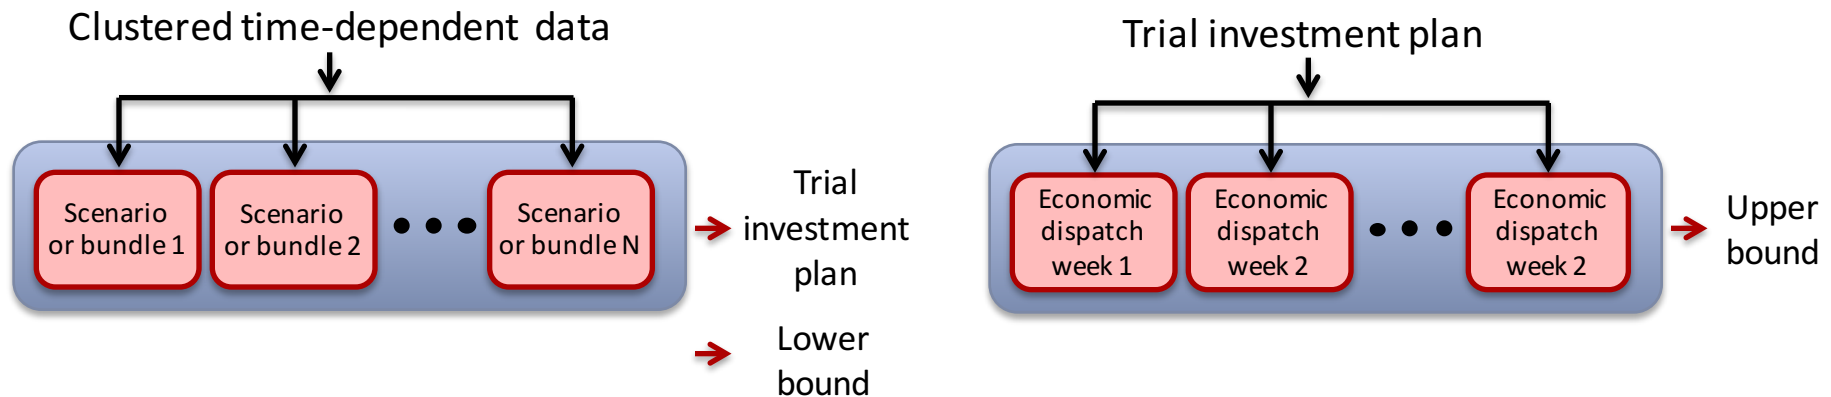 Clustered time-dependent data
Scenario
or bundle 1
Scenario
or bundle 2
Scenario
or bundle N
Trial
investment
plan
Lower
bound
Trial investment plan
Economic
dispatch
week 1
Economic
dispatch
week 2
Economic
dispatch
week 2
Upper
bound